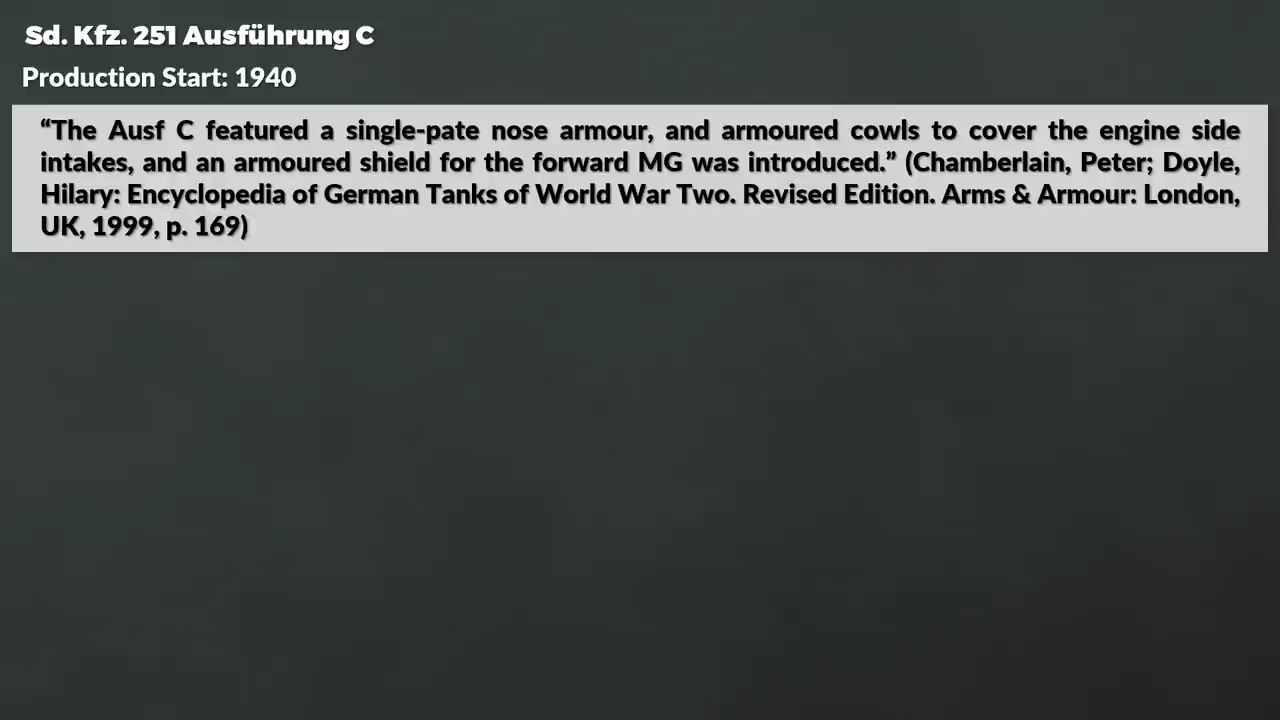 Sd. Kfz. 251 Ausführung C
Production Start: 1940
“The Ausf C featured a single-pate nose armour, and armoured cowls to cover the engine side
intakes, and an armoured shield for the forward MG was introduced.” (Chamberlain, Peter; Doyle,
Hilary: Encyclopedia of German Tanks of World War Two. Revised Edition. Arms & Armour: London,
UK, 1999, p. 169)